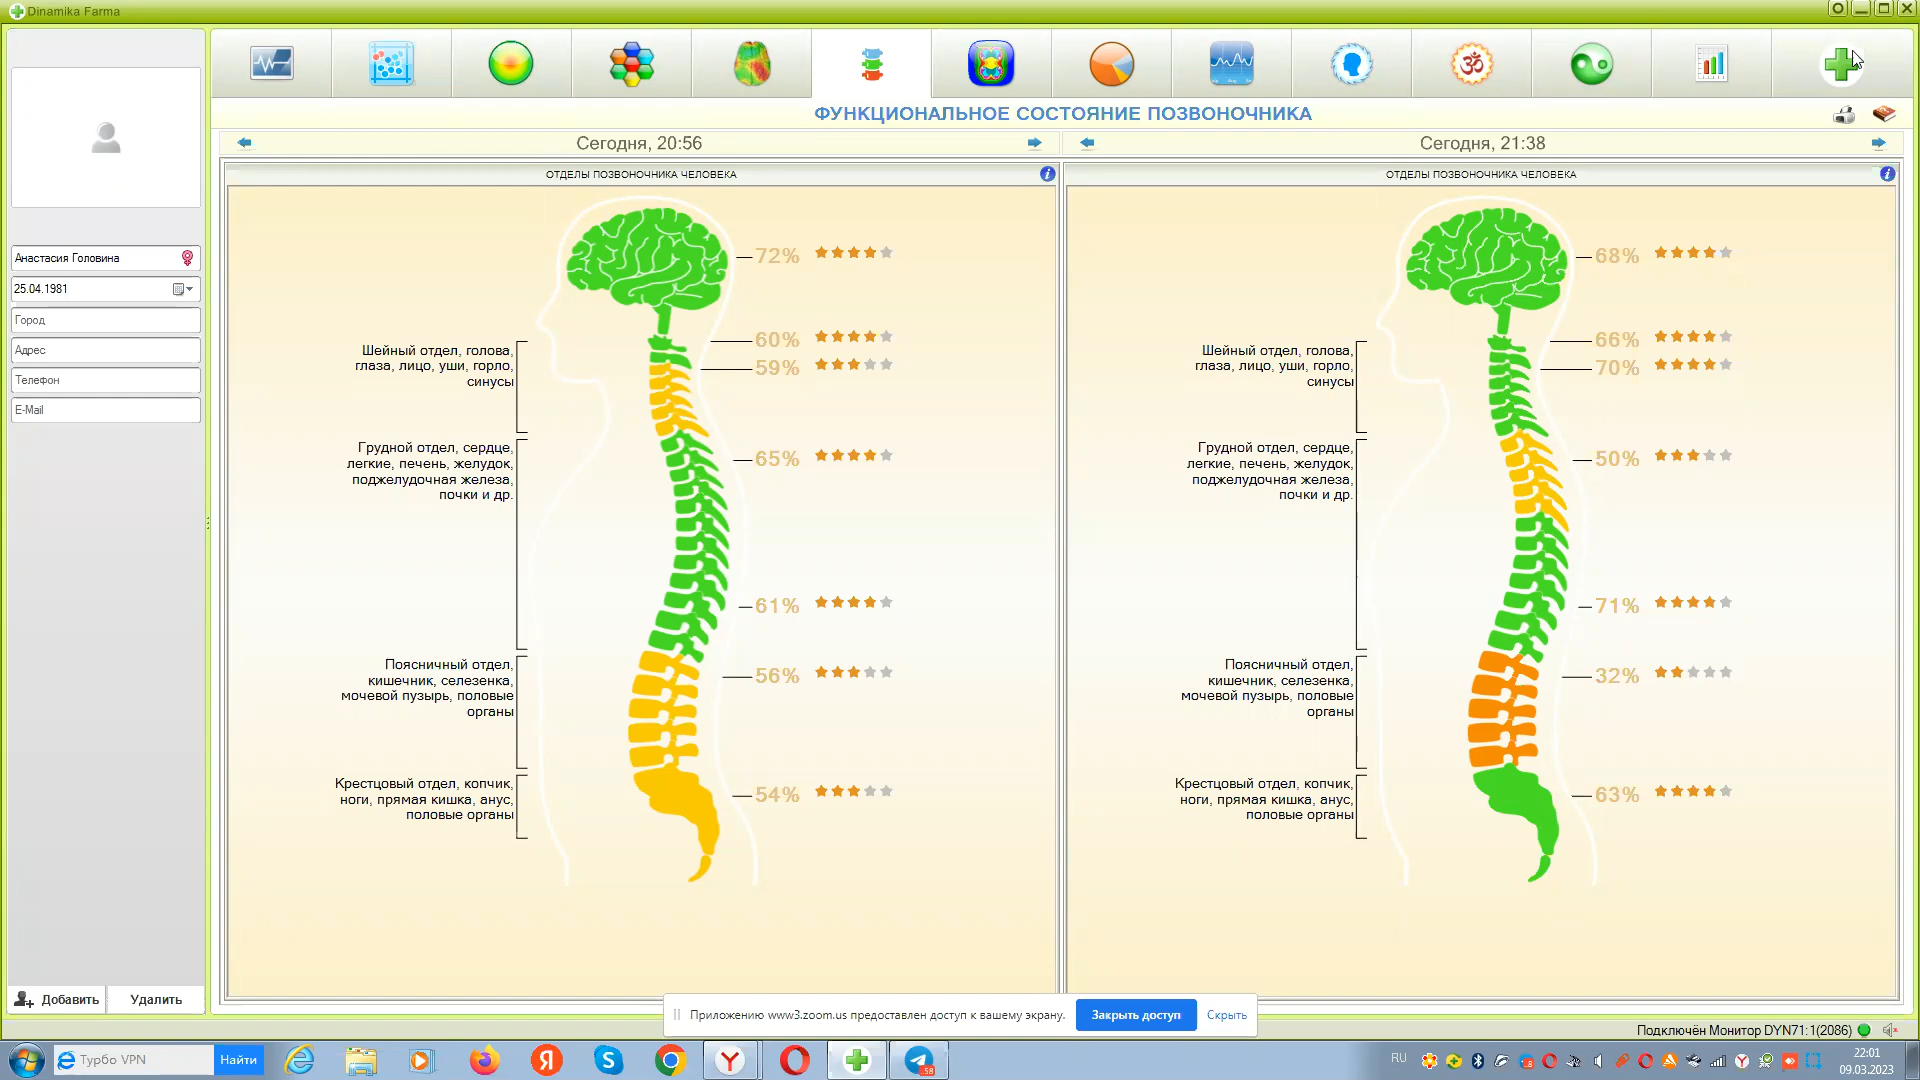 Dinamika Farma
ФУНКЦИОНАЛЬНОЕ СОСТОЯНИЕ ПОЗВОНОЧНИКА
Сегодня, 20:56
Сегодня, 21:38
ОТДЕЛЫ ПОЗВОНОЧНИКА ЧЕЛОВЕКА
ОТДЕЛЫ ПОЗВОНОЧНИКА ЧЕЛОВЕКА
Анастасия Головина
25.04.1981
Город
Адрес
Телефон
E-Mail
Добавить
Удалить
72%
60%
59%
Шейный отдел, голова,
глаза, лицо, уши, горло,
синусы
65%
Грудной отдел, сердце,
легкие, печень, желудок,
поджелудочная железа,
почки и др.
61%
56%
Поясничный отдел,
кишечник, селезенка,
мочевой пузырь, половые
органы
54%
Крестцовый отдел, копчик,
ноги, прямая кишка, анус,
половые органы
68%
66%
70%
Шейный отдел, голова,
глаза, лицо, уши, горло,
синусы
50%
Грудной отдел, сердце,
легкие, печень, желудок,
поджелудочная железа,
почки и др.
71%
32%
Поясничный отдел,
кишечник, селезенка,
мочевой пузырь, половые
органы
63%
Крестцовый отдел, копчик,
ноги, прямая кишка, анус,
половые органы
Приложению www3.zoom.us предоставлен доступ к вашему экрану.
Закрыть доступ
Скрыть
Подключён Монитор DYN71:1(2086)
Турбо VPN
Найти
58
RU
22:01
09.03.2023